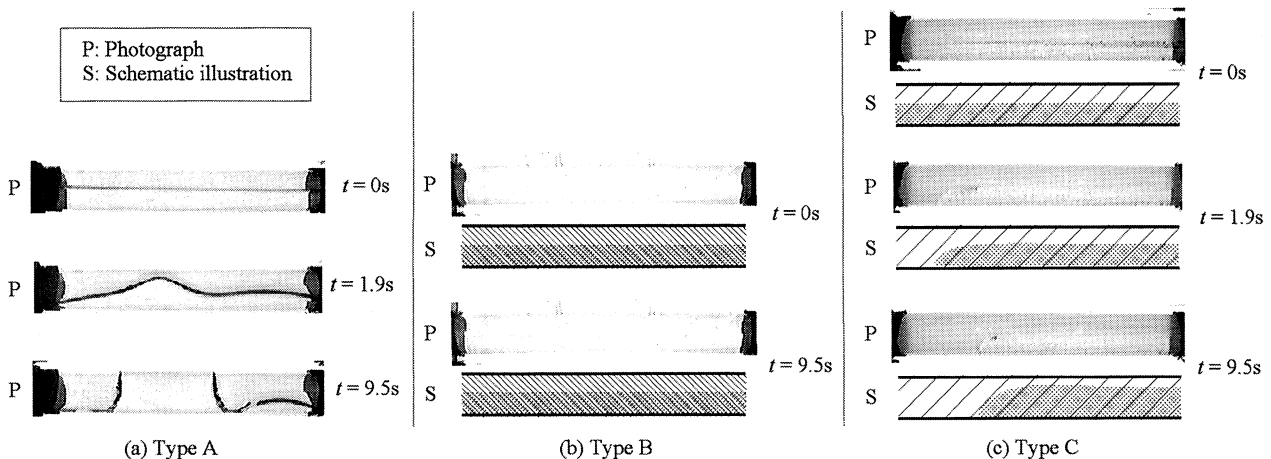 P: Photograph
S: Schematic illustration
P
t = 0s
P
t = 1.9s
P
t = 9.5s
(a) Type A
P
t = 0s
S
P
t = 9.5s
S
(b) Type B
P
t = 0s
S
P
t = 1.9s
S
P
t = 9.5s
S
(c) Type C